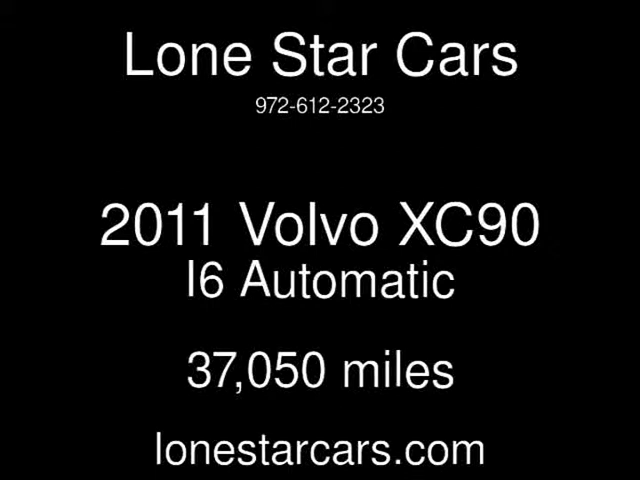 Lone Star Cars
972-612-2323
2011 Volvo XC90
I6 Automatic
37,050 miles
lonestarcars.com